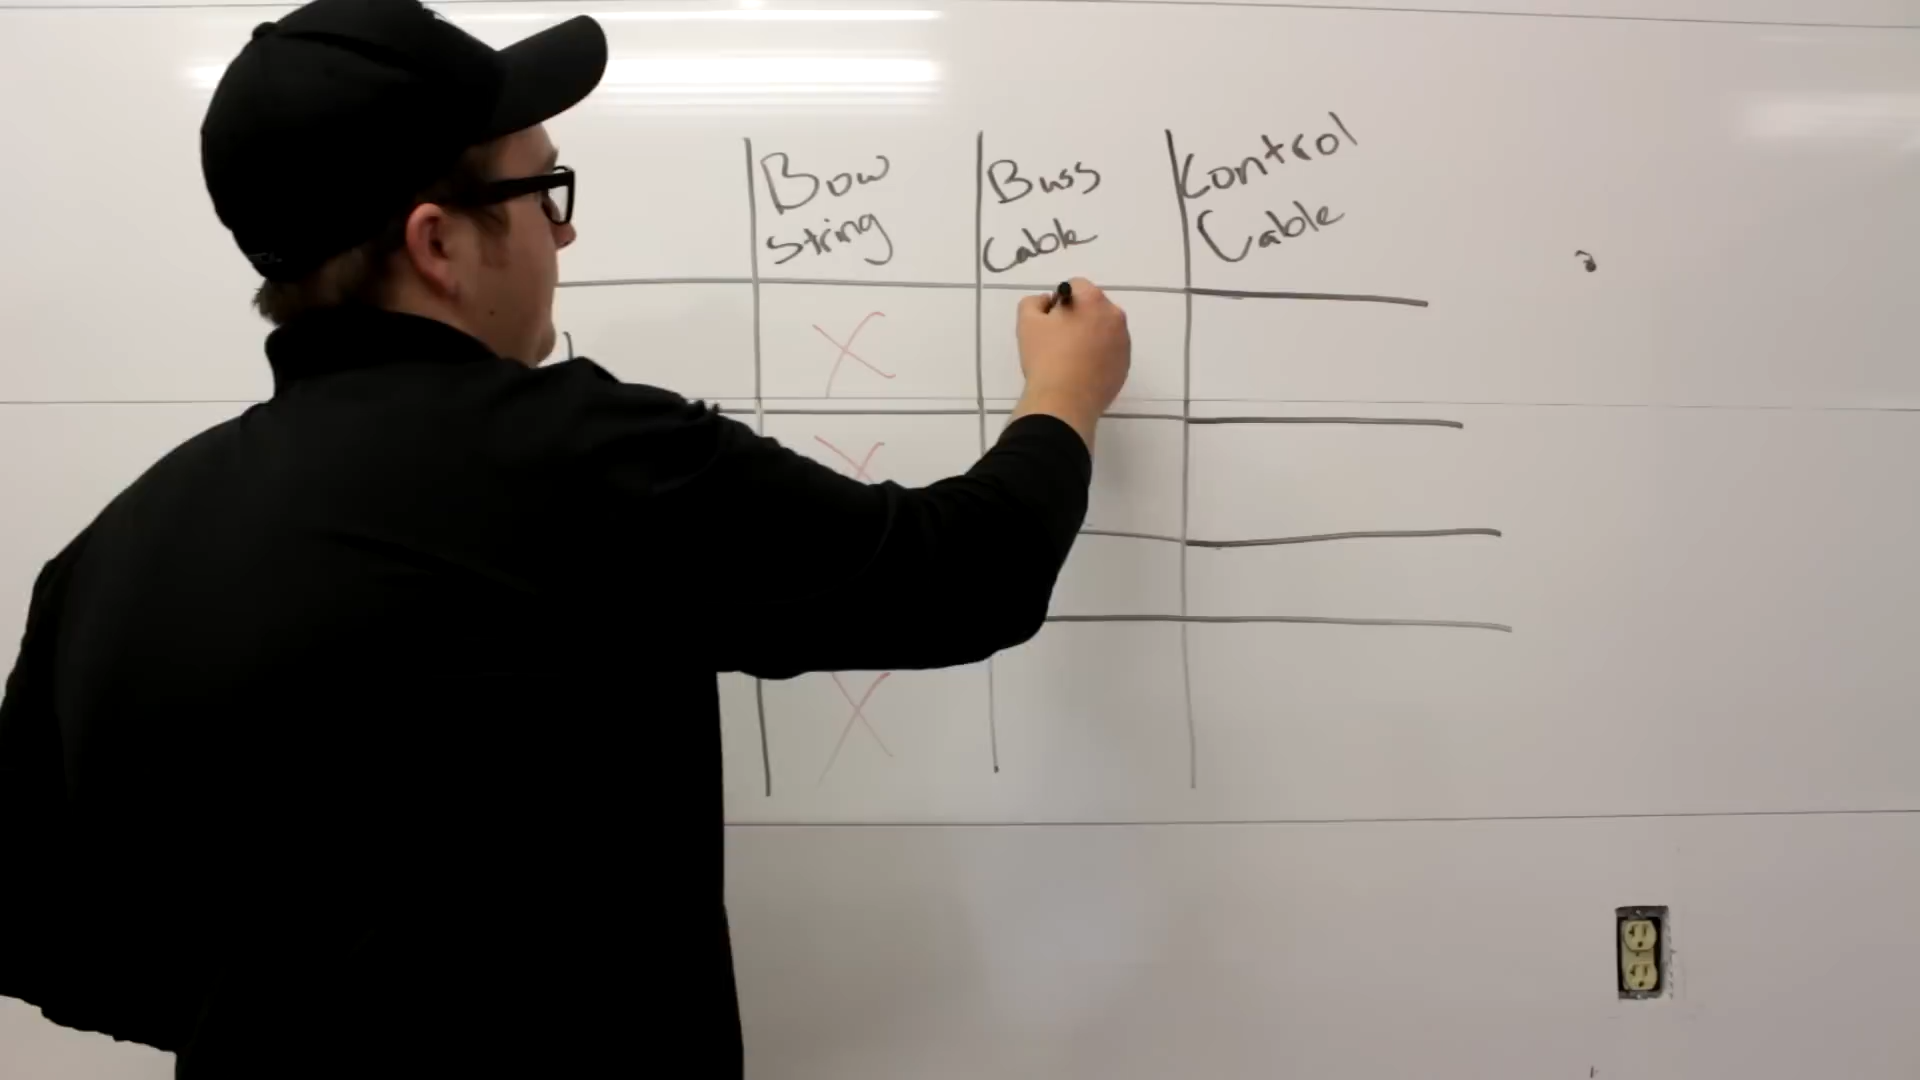 Bow
string
Buss
Cable
Control
Cable
X
X
X